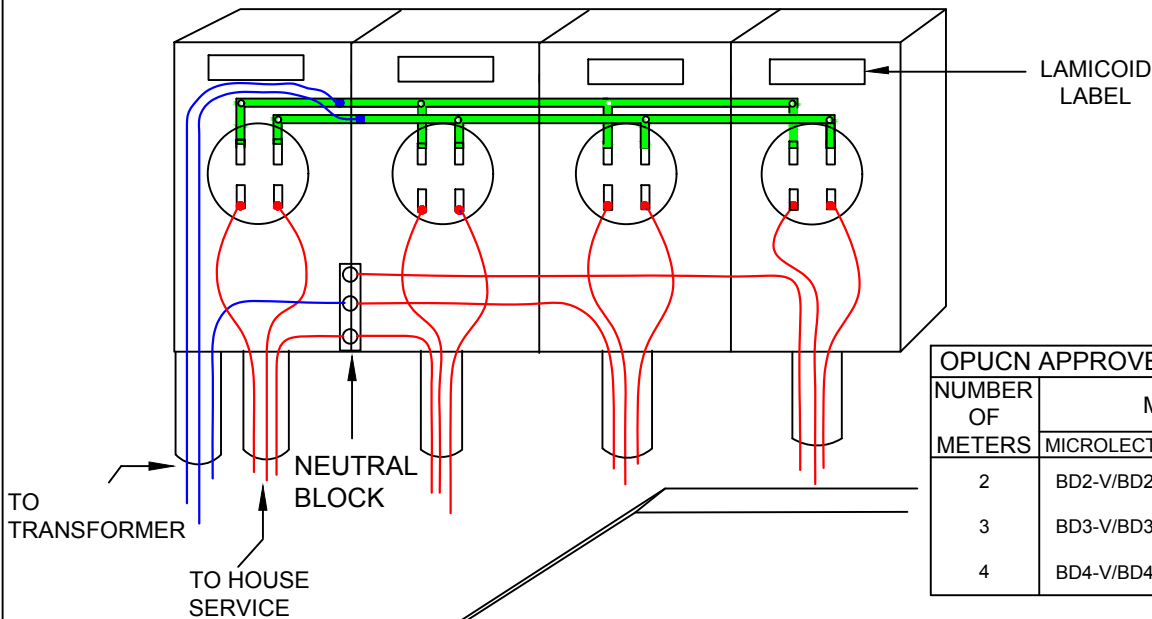 LAMICOID
LABEL
NEUTRAL
BLOCK
TO
TRANSFORMER
TO HOUSE
SERVICE
OPUCN APPROVE
NUMBER
OF
METERS
M
MICROLECT
2 BD2-V/BD2
3 BD3-V/BD3
4 BD4-V/BD4